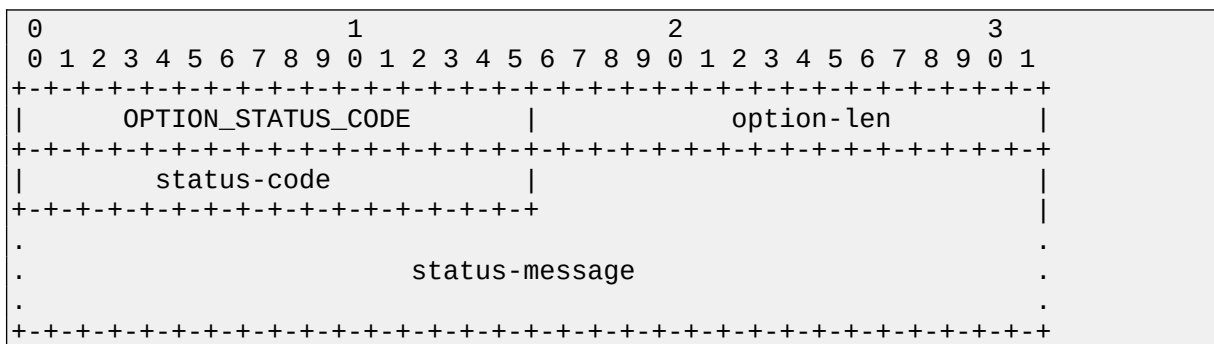 0                   1                   2                   3
 0 1 2 3 4 5 6 7 8 9 0 1 2 3 4 5 6 7 8 9 0 1 2 3 4 5 6 7 8 9 0 1
+-+-+-+-+-+-+-+-+-+-+-+-+-+-+-+-+-+-+-+-+-+-+-+-+-+-+-+-+-+-+-+-+
|      OPTION_STATUS_CODE       |            option-len         |
+-+-+-+-+-+-+-+-+-+-+-+-+-+-+-+-+-+-+-+-+-+-+-+-+-+-+-+-+-+-+-+-+
|        status-code            |                               |
+-+-+-+-+-+-+-+-+-+-+-+-+-+-+-+-+                               |
.                                                               .
.                        status-message                         .
.                                                               .
+-+-+-+-+-+-+-+-+-+-+-+-+-+-+-+-+-+-+-+-+-+-+-+-+-+-+-+-+-+-+-+-+